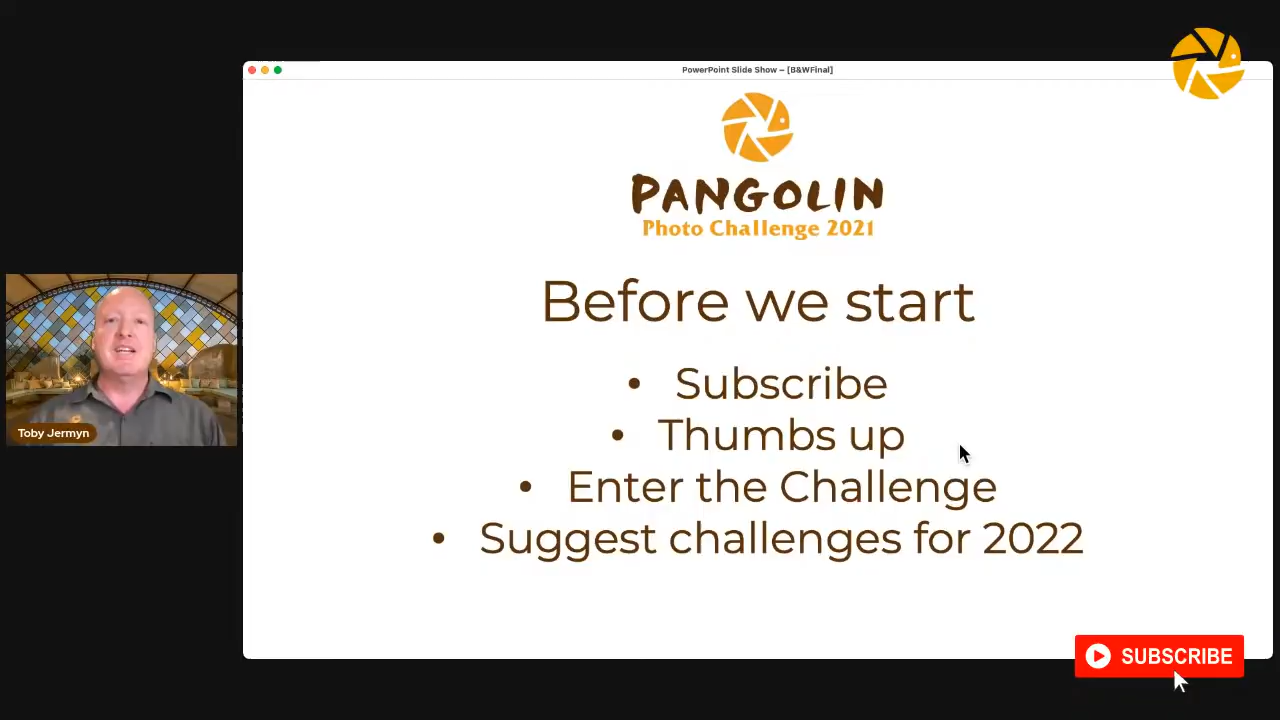 PowerPoint Slide Show – [B&WFinal]
PANGOLIN
Photo Challenge 2021
Before we start
• Subscribe
• Thumbs up
• Enter the Challenge
• Suggest challenges for 2022
Toby Jermyn
SUBSCRIBE